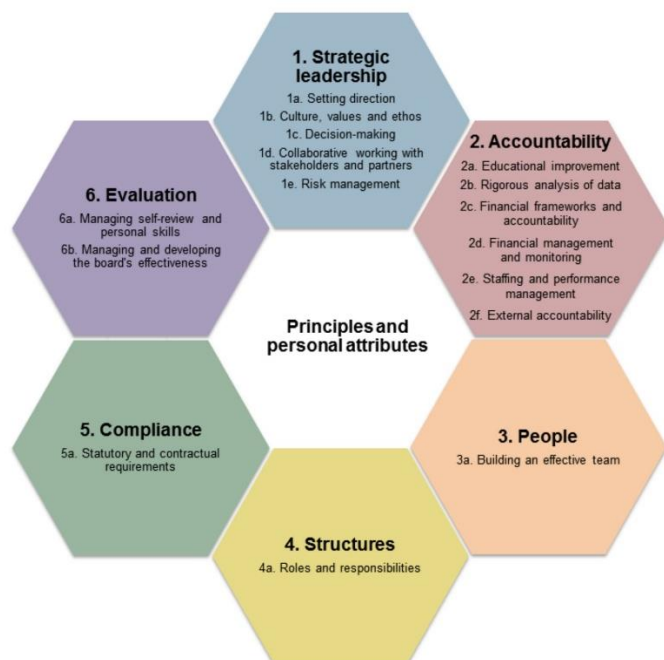 1. Strategic
leadership
1a. Setting direction
1b. Culture, values and ethos
1c. Decision-making
1d. Collaborative working with
stakeholders and partners
1e. Risk management
2. Accountability
2a. Educational improvement
2b. Rigorous analysis of data
2c. Financial frameworks and
accountability
2d. Financial management
and monitoring
2e. Staffing and performance
management
2f. External accountability
3. People
3a. Building an effective team
4. Structures
4a. Roles and responsibilities
5. Compliance
5a. Statutory and contractual
requirements
6. Evaluation
6a. Managing self-review and
personal skills
6b. Managing and developing
the board's effectiveness
Principles and
personal attributes